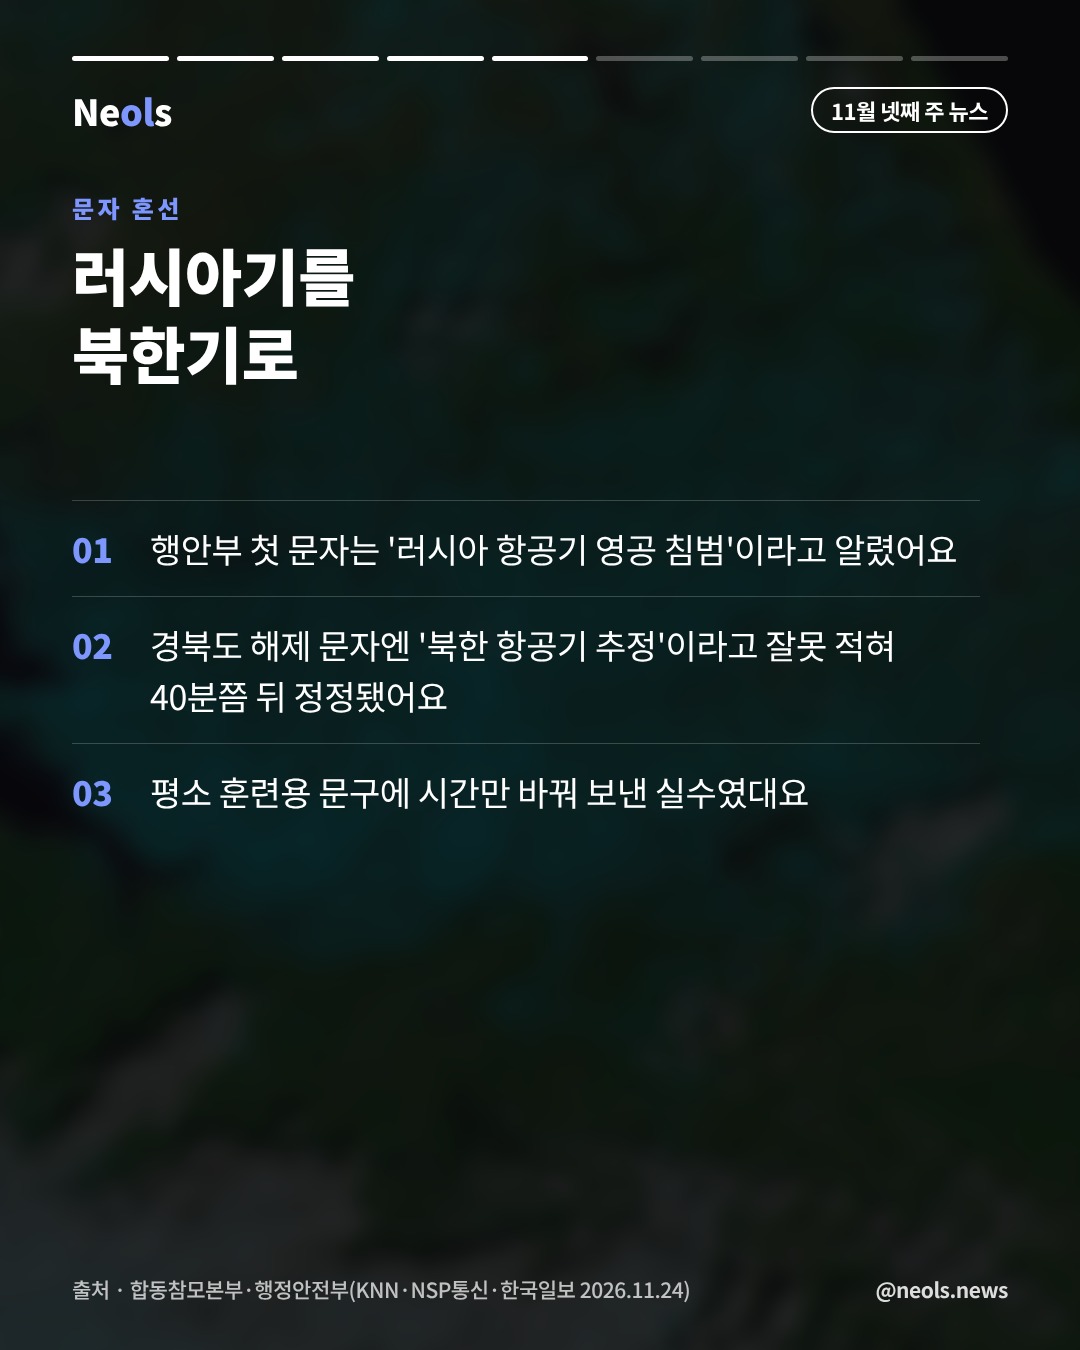 Neols
11월 넷째 주 뉴스
문자 혼선
러시아기를
북한기로
01 행안부 첫 문자는 '러시아 항공기 영공 침범'이라고 알렸어요
02 경북도 해제 문자엔 '북한 항공기 추정'이라고 잘못 적혀
40분쯤 뒤 정정됐어요
03 평소 훈련용 문구에 시간만 바꿔 보낸 실수였대요
출처 · 합동참모본부·행정안전부(KNN·NSP통신·한국일보 2026.11.24)
@neols.news